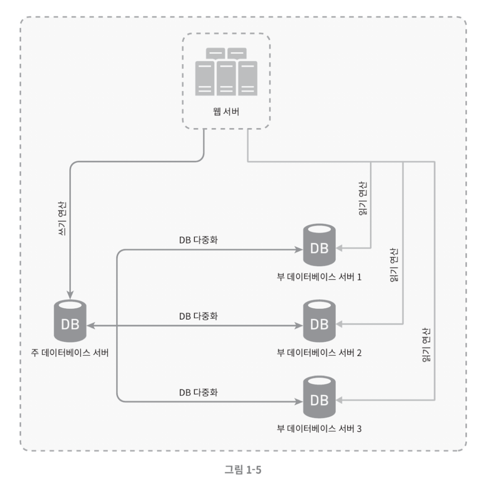 웹 서버
쓰기 연산
읽기 연산
DB 다중화
DB
부 데이터베이스 서버 1
읽기 연산
DB 다중화
DB
DB
주 데이터베이스 서버
부 데이터베이스 서버 2
읽기 연산
DB 다중화
DB
부 데이터베이스 서버 3
그림 1-5